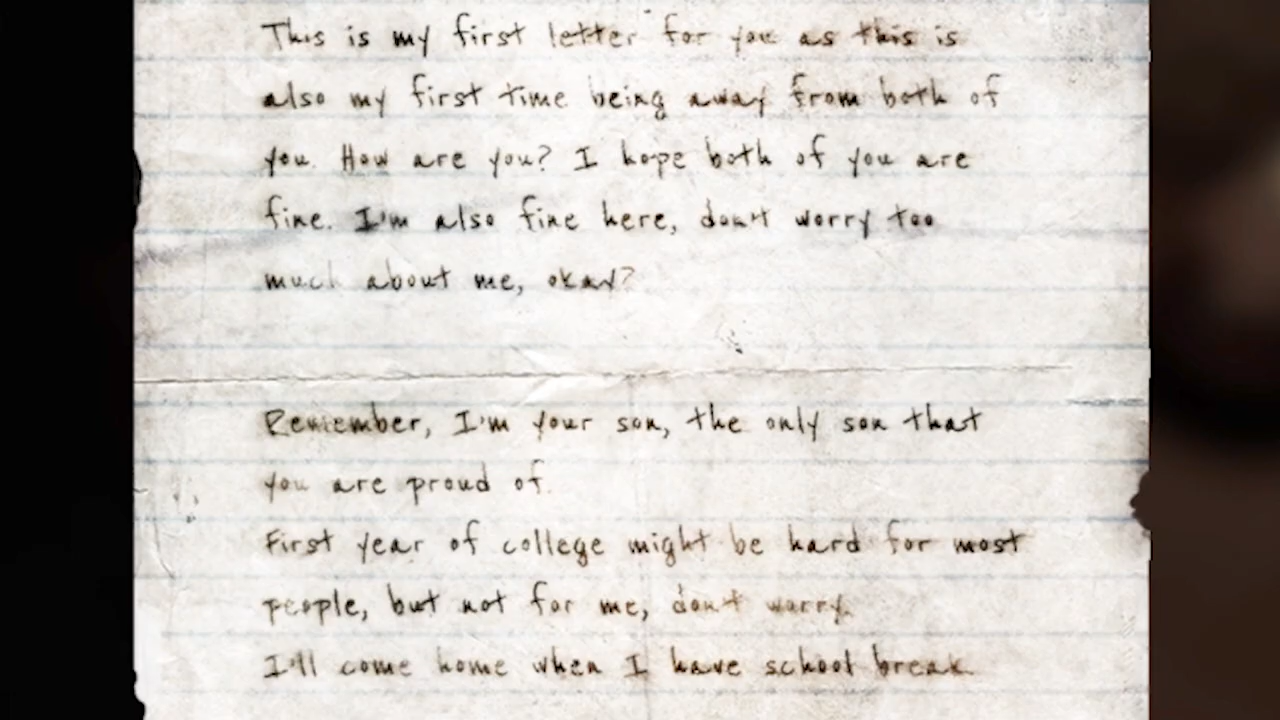 This is my first letter for you as this is
also my first time being away from both of
you. How are you? I hope both of you are
fine. I'm also fine here, don't worry too
much about me, okay?
Remember, I'm your son, the only son that
you are proud of.
First year of college might be hard for most
people, but not for me, don't worry.
I'll come home when I have school break.